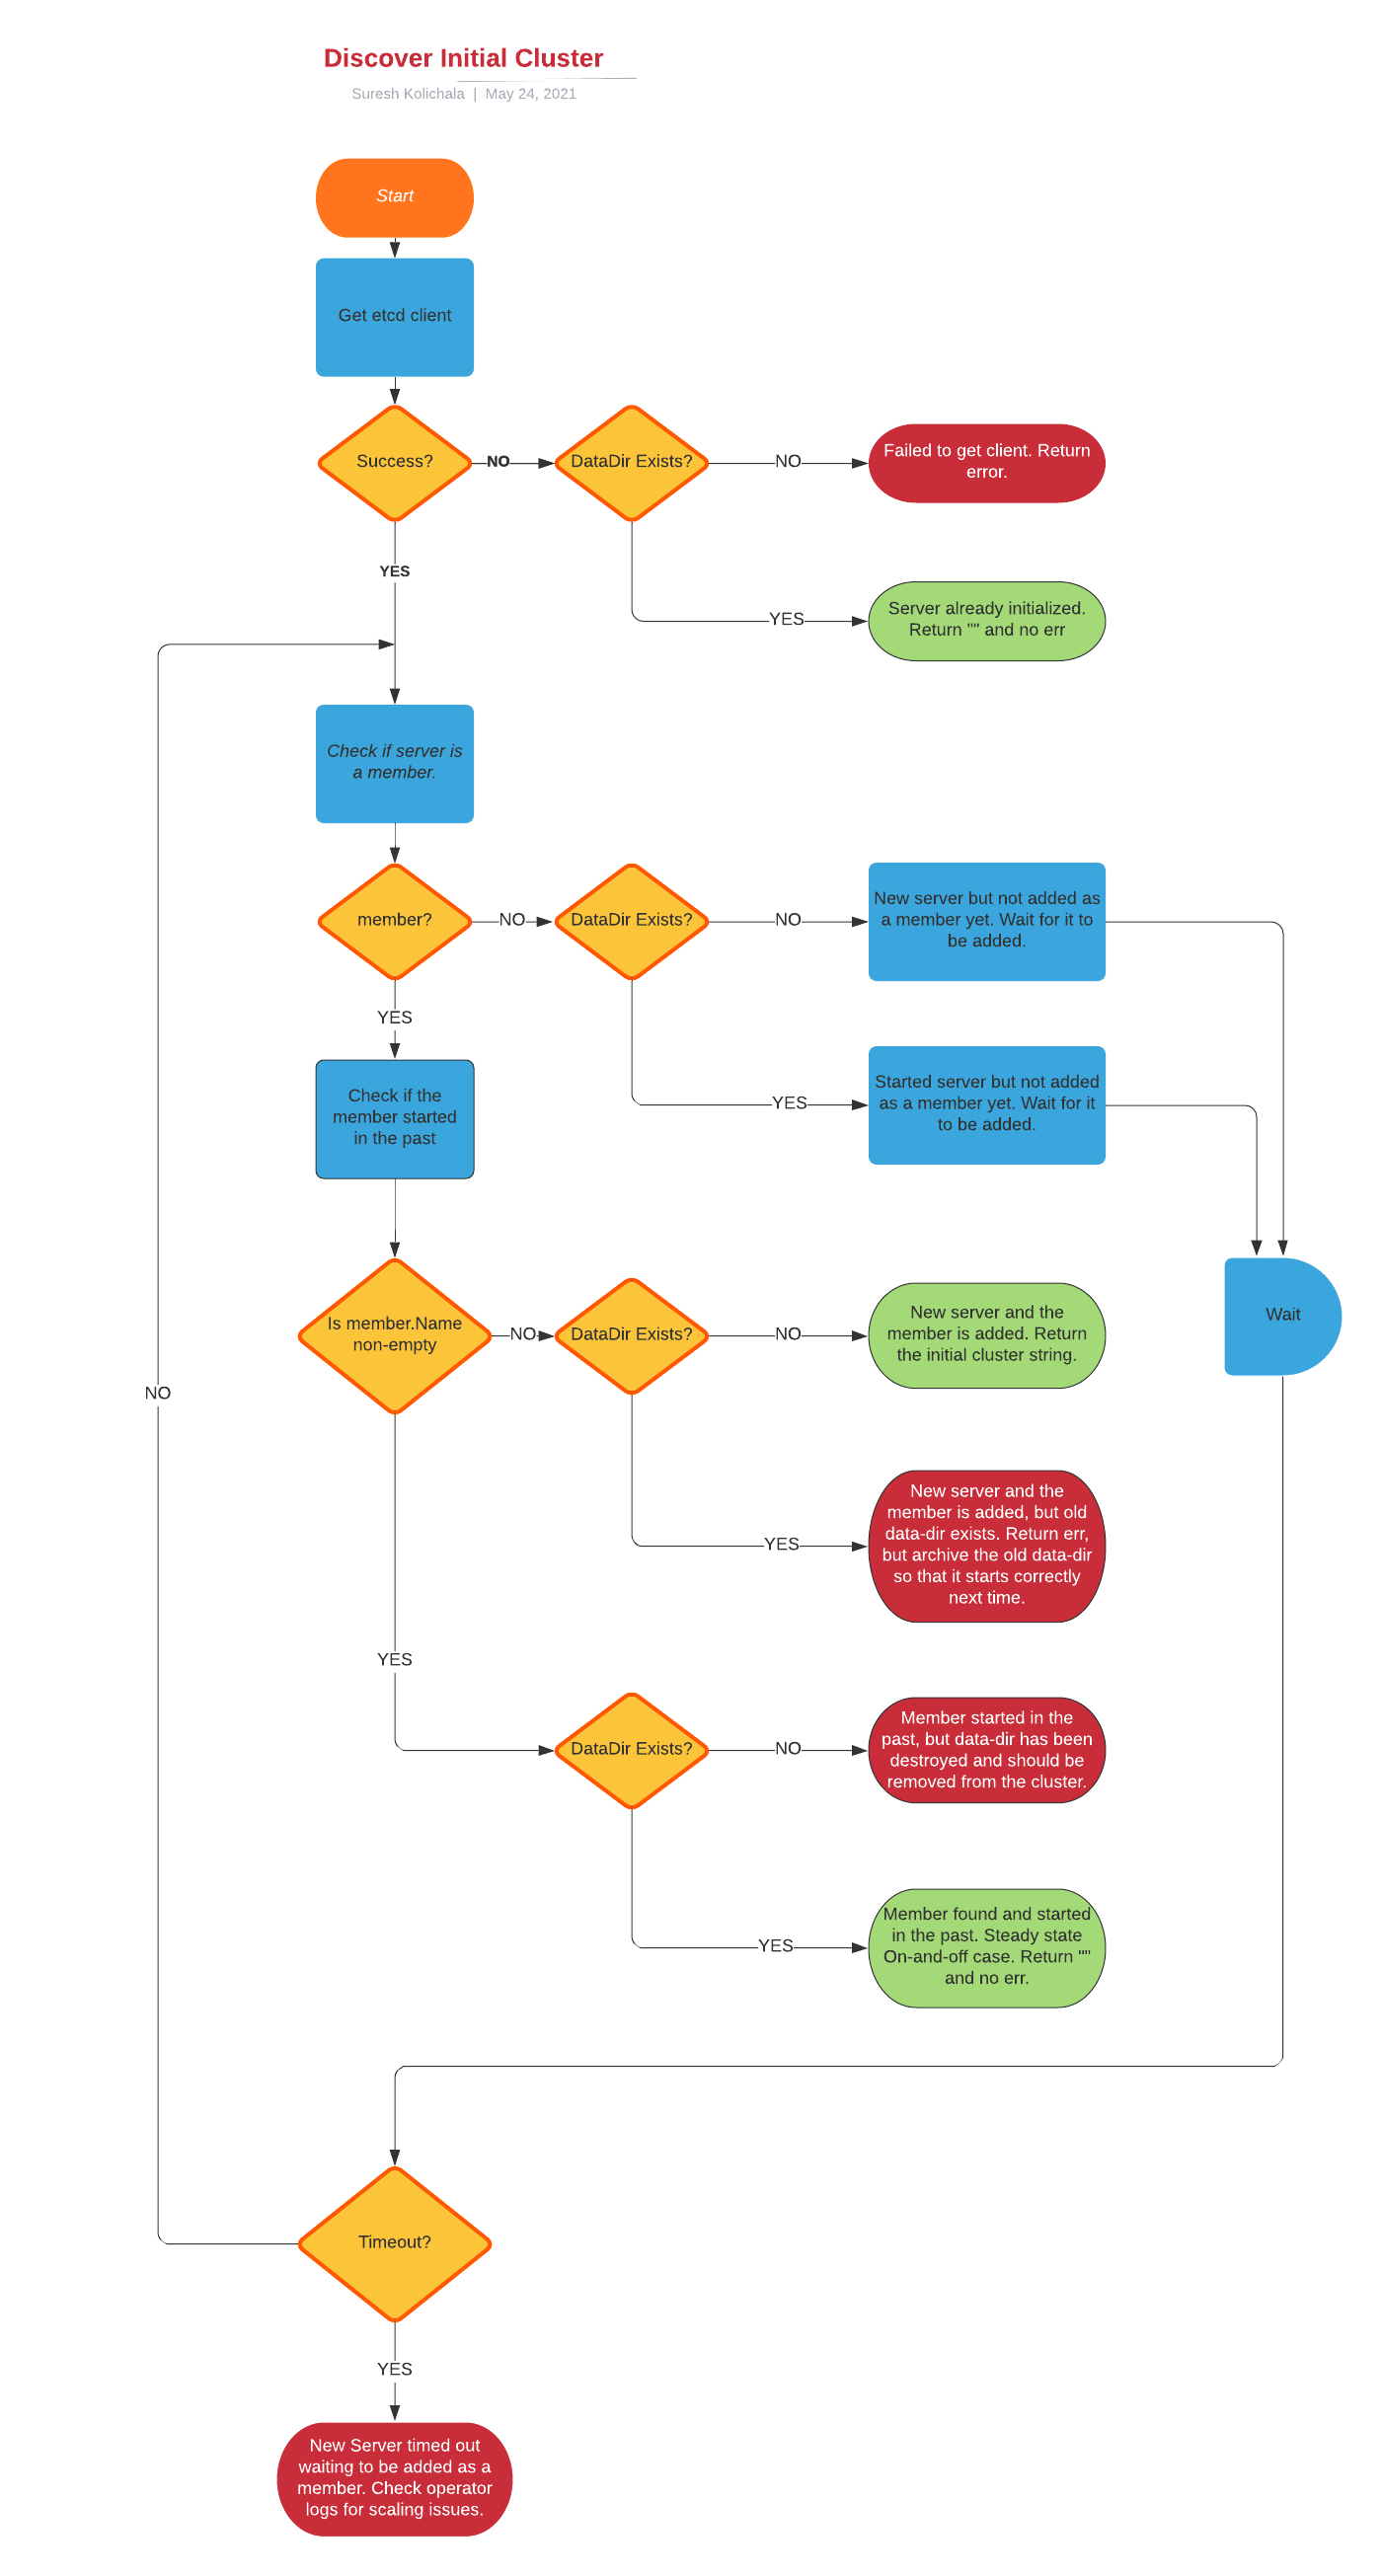 Discover Initial Cluster
Suresh Kolichala | May 24, 2021
Start
Get etcd client
Success?
NO
DataDir Exists?
NO
Failed to get client. Return
error.
YES
YES
Server already initialized.
Return "" and no err
Check if server is
a member.
member?
NO
DataDir Exists?
NO
New server but not added as
a member yet. Wait for it to
be added.
YES
YES
Started server but not added
as a member yet. Wait for it
to be added.
Check if the
member started
in the past
Is member.Name
non-empty
NO
DataDir Exists?
NO
New server and the
member is added. Return
the initial cluster string.
Wait
NO
YES
New server and the
member is added, but old
data-dir exists. Return err,
but archive the old data-dir
so that it starts correctly
next time.
YES
DataDir Exists?
NO
Member started in the
past, but data-dir has been
destroyed and should be
removed from the cluster.
YES
Member found and started
in the past. Steady state
On-and-off case. Return ""
and no err.
Timeout?
YES
New Server timed out
waiting to be added as a
member. Check operator
logs for scaling issues.